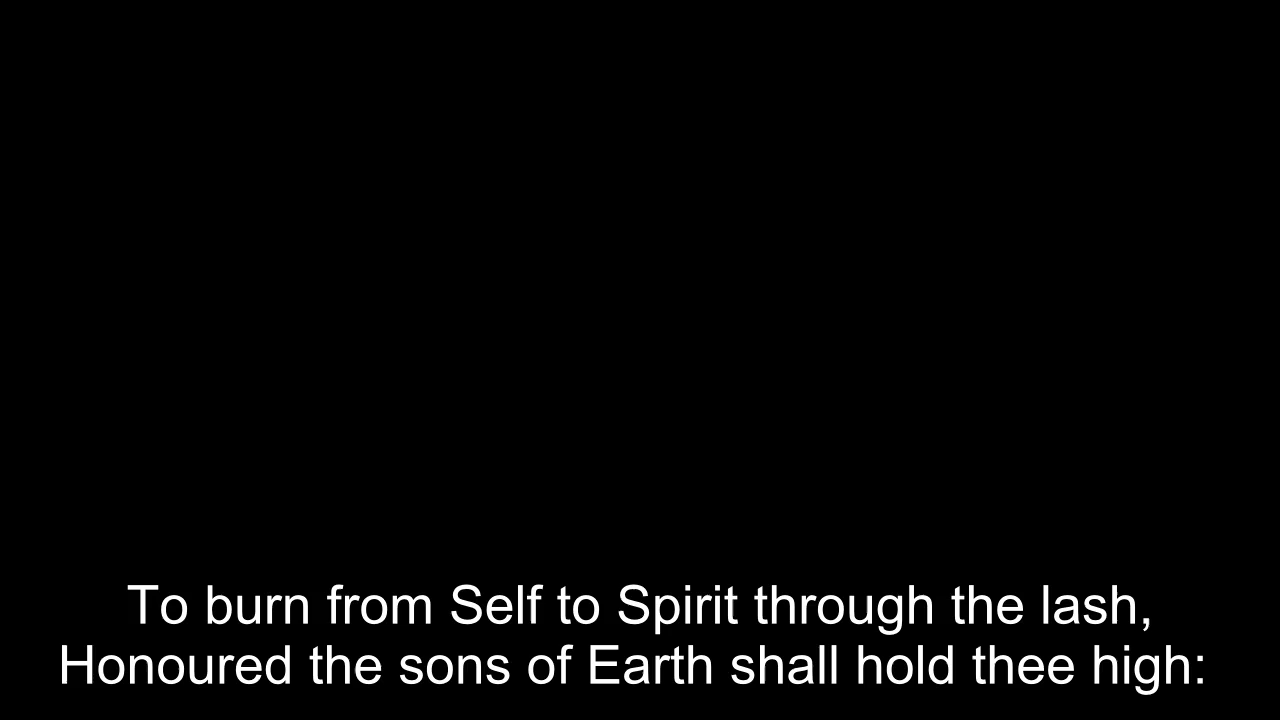 To burn from Self to Spirit through the lash,
Honoured the sons of Earth shall hold thee high: